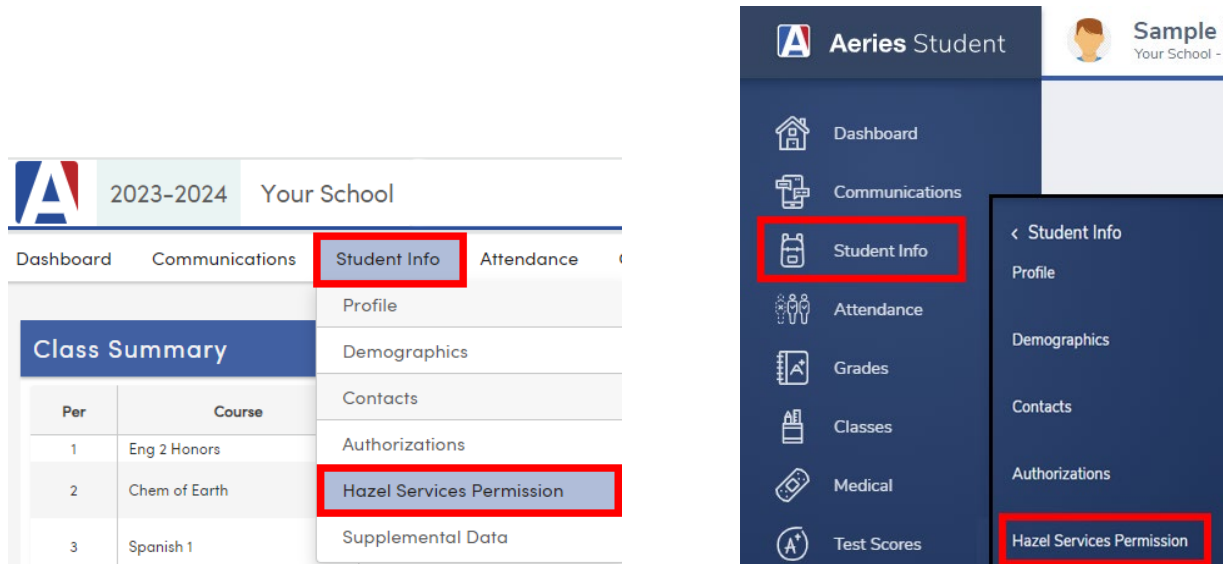 2023-2024 Your School
Dashboard Communications Student Info Attendance
Profile
Demographics
Contacts
Authorizations
Hazel Services Permission
Supplemental Data
Class Summary
Per Course
1 Eng 2 Honors
2 Chem of Earth
3 Spanish 1
Aeries Student
Sample
Your School -
Dashboard
Communications
Student Info
Attendance
Grades
Classes
Medical
Test Scores
< Student Info
Profile
Demographics
Contacts
Authorizations
Hazel Services Permission